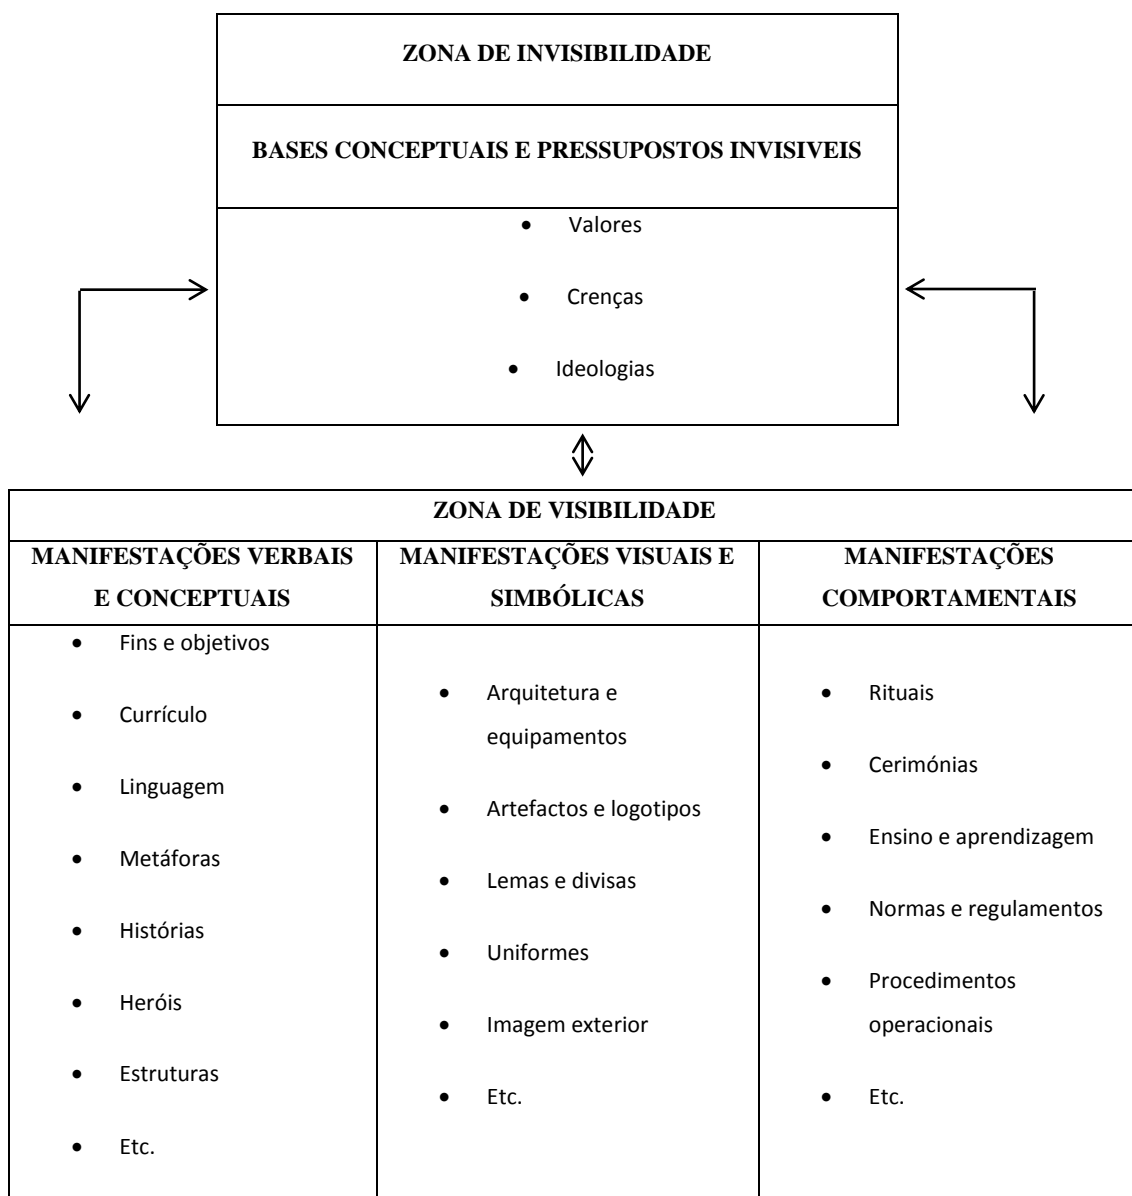 ZONA DE INVISIBILIDADE
BASES CONCEPTUAIS E PRESSUPOSTOS INVISIVEIS
• Valores
• Crenças
• Ideologias
ZONA DE VISIBILIDADE
MANIFESTAÇÕES VERBAIS
E CONCEPTUAIS
• Fins e objetivos
• Currículo
• Linguagem
• Metáforas
• Histórias
• Heróis
• Estruturas
• Etc.
MANIFESTAÇÕES VISUAIS E
SIMBÓLICAS
• Arquitetura e
equipamentos
• Artefactos e logotipos
• Lemas e divisas
• Uniformes
• Imagem exterior
• Etc.
MANIFESTAÇÕES
COMPORTAMENTAIS
• Rituais
• Cerimónias
• Ensino e aprendizagem
• Normas e regulamentos
• Procedimentos
operacionais
• Etc.